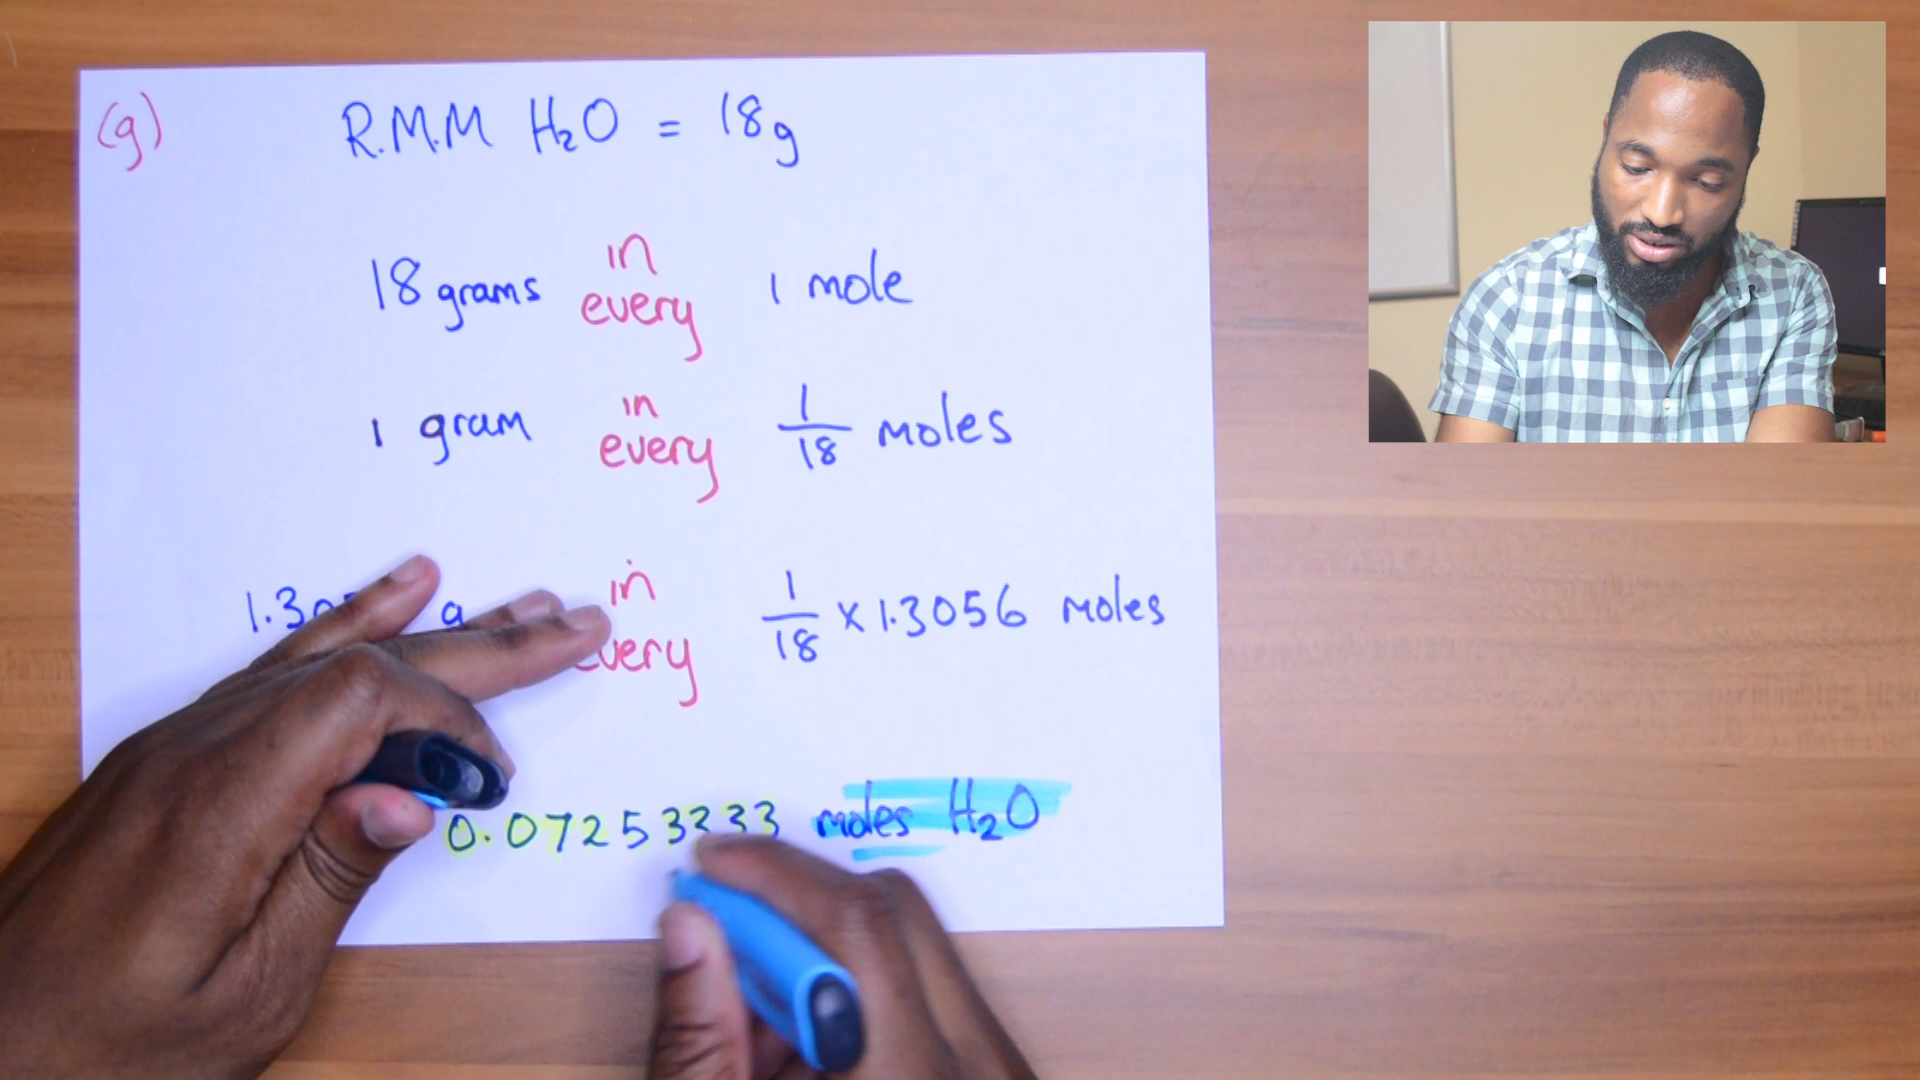 (g) R.M.M H₂O = 18g
18 grams in every 1 mole
1 gram in every 1/18 moles
g in every 1/18 x 1.3056 moles
0.07253333 moles H₂O